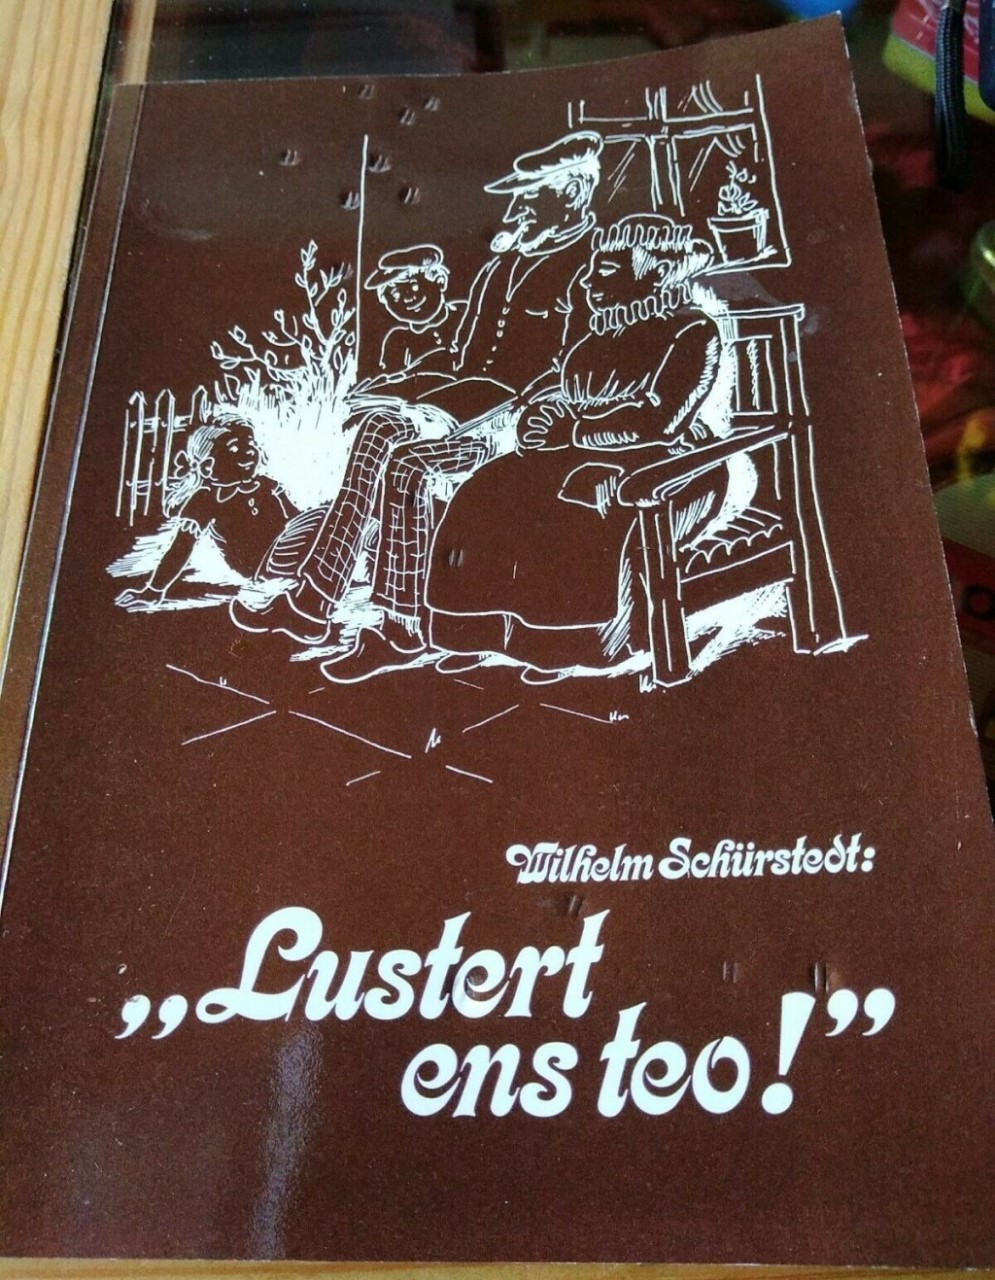 Wilhelm Schürstedt:
„Lustert
ens teo!”